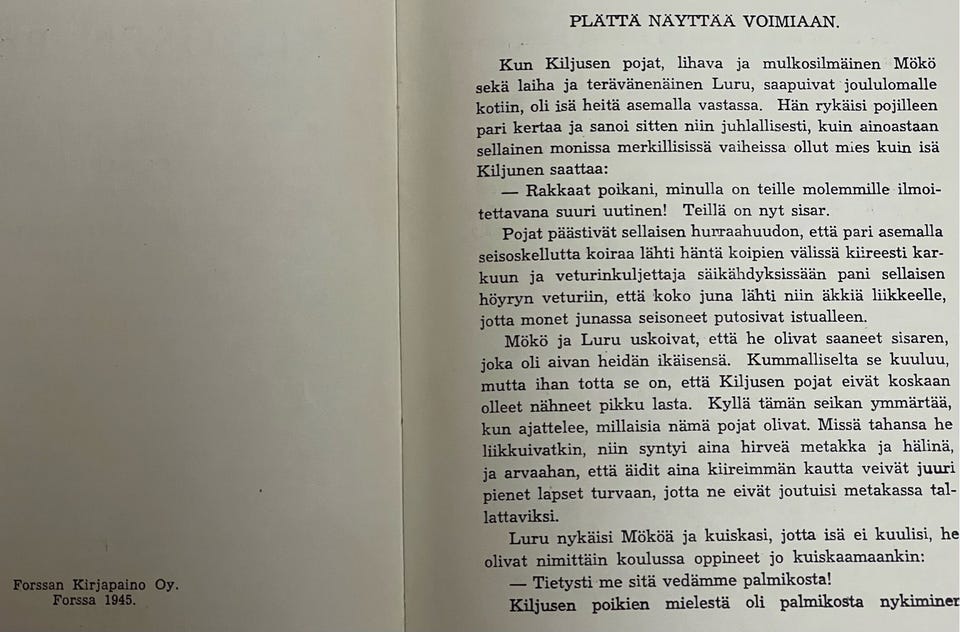 Forssan Kirjapaino Oy.
Forssa 1945.
PLÄTTÄ NÄYTTÄÄ VOIMIAAN.
Kun Kiljusen pojat, lihava ja mulkosilmäinen Mökö
sekä laiha ja terävänenäinen Luru, saapuivat joululomalle
kotiin, oli isä heitä asemalla vastassa. Hän rykäisi pojilleen
pari kertaa ja sanoi sitten niin juhlallisesti, kuin ainoastaan
sellainen monissa merkillisissä vaiheissa ollut mies kuin isä
Kiljunen saattaa:
— Rakkaat poikani, minulla on teille molemmille ilmoi-
tettavana suuri uutinen! Teillä on nyt sisar.
Pojat päästivät sellaisen hurraahuudon, että pari asemalla
seisoskellutta koiraa lähti häntä koipien välissä kiireesti kar-
kuun ja veturinkuljettaja säikähdyksissään pani sellaisen
höyryn veturiin, että koko juna lähti niin äkkiä liikkeelle,
jotta monet junassa seisoneet putosivat istualleen.
Mökö ja Luru uskoivat, että he olivat saaneet sisaren,
joka oli aivan heidän ikäisensä. Kummalliselta se kuuluu,
mutta ihan totta se on, että Kiljusen pojat eivät koskaan
olleet nähneet pikku lasta. Kyllä tämän seikan ymmärtää,
kun ajattelee, millaisia nämä pojat olivat. Missä tahansa he
liikkuivatkin, niin syntyi aina hirveä metakka ja hälinä,
ja arvaahan, että äidit aina kiireimmän kautta veivät juuri
pienet lapset turvaan, jotta ne eivät joutuisi metakassa tal-
lattaviksi.
Luru nykäisi Mököä ja kuiskasi, jotta isä ei kuulisi, he
olivat nimittäin koulussa oppineet jo kuiskaamaankin:
— Tietysti me sitä vedämme palmikosta!
Kiljusen poikien mielestä oli palmikosta nykiminen